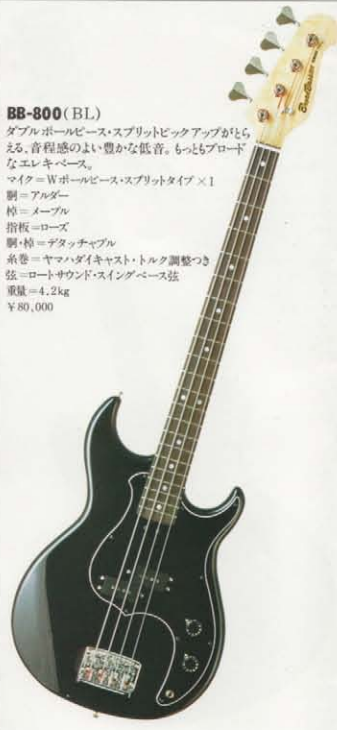 BB-800(BL)
ダブルポールピース・スプリットピックアップがとら
える、音程感のよい豊かな低音。もっともブロード
なエレキベース。
マイク=Wポールピース・スプリットタイプ×1
胴=アルダー
棹=メープル
指板=ローズ
胴・棹=デタッチャブル
糸巻=ヤマハダイキャスト・トルク調整つき
弦=ロートサウンド・スイングベース弦
重量=4.2kg
￥80,000